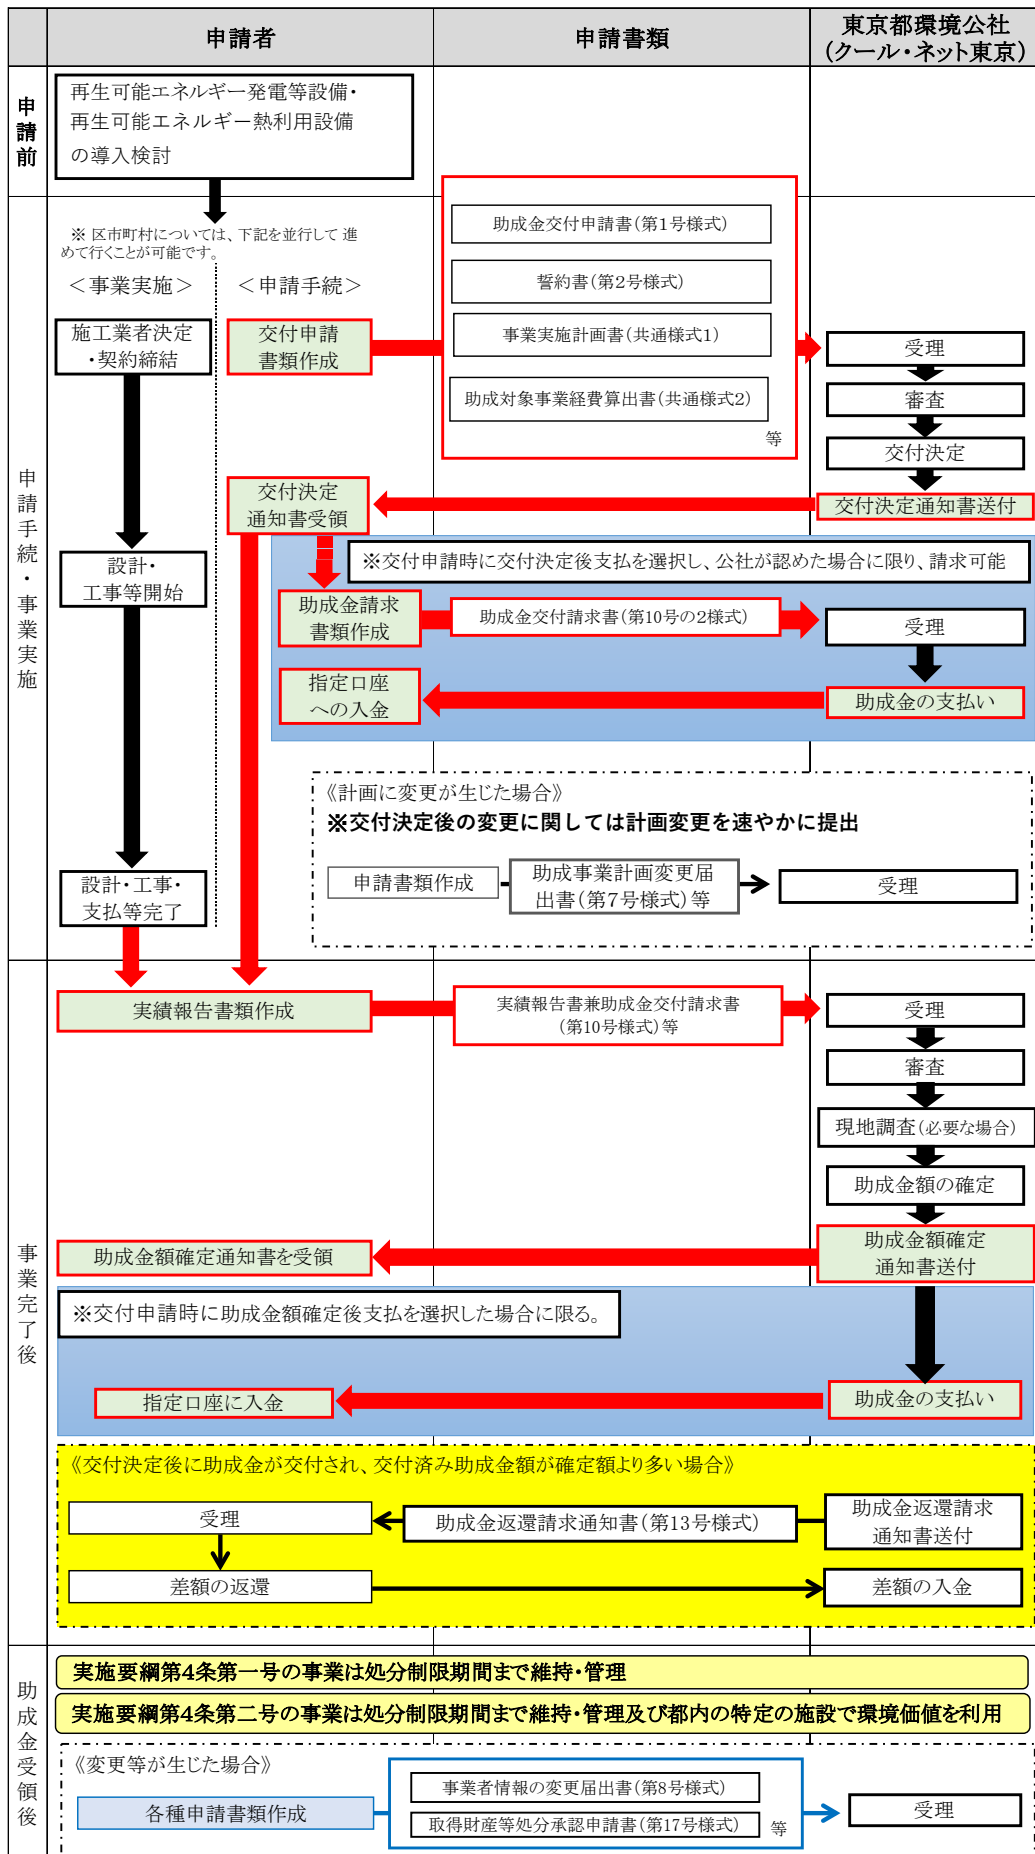 申請者
申請書類
東京都環境公社
(クール・ネット東京)
申請前
再生可能エネルギー発電等設備・
再生可能エネルギー熱利用設備
の導入検討
申請手続・事業実施
※ 区市町村については、下記を並行して 進
めて行くことが可能です。
＜事業実施＞
＜申請手続＞
施工業者決定
・契約締結
交付申請
書類作成
助成金交付申請書(第1号様式)
誓約書(第2号様式)
事業実施計画書(共通様式1)
助成対象事業経費算出書(共通様式2)
等
受理
審査
交付決定
交付決定通知書送付
交付決定
通知書受領
設計・
工事等開始
※交付申請時に交付決定後支払を選択し、公社が認めた場合に限り、請求可能
助成金請求
書類作成
助成金交付請求書(第10号の2様式)
受理
指定口座
への入金
助成金の支払い
《計画に変更が生じた場合》
※交付決定後の変更に関しては計画変更を速やかに提出
申請書類作成
助成事業計画変更届
出書(第7号様式)等
受理
設計・工事・
支払等完了
事業完了後
実績報告書類作成
実績報告書兼助成金交付請求書
(第10号様式)等
受理
審査
現地調査(必要な場合)
助成金額の確定
助成金額確定
通知書送付
助成金額確定通知書を受領
※交付申請時に助成金額確定後支払を選択した場合に限る。
指定口座に入金
助成金の支払い
《交付決定後に助成金が交付され、交付済み助成金額が確定額より多い場合》
受理
助成金返還請求通知書(第13号様式)
助成金返還請求
通知書送付
差額の返還
差額の入金
助成金受領後
実施要綱第4条第一号の事業は処分制限期間まで維持・管理
実施要綱第4条第二号の事業は処分制限期間まで維持・管理及び都内の特定の施設で環境価値を利用
《変更等が生じた場合》
各種申請書類作成
事業者情報の変更届出書(第8号様式)
取得財産等処分承認申請書(第17号様式)
等
受理